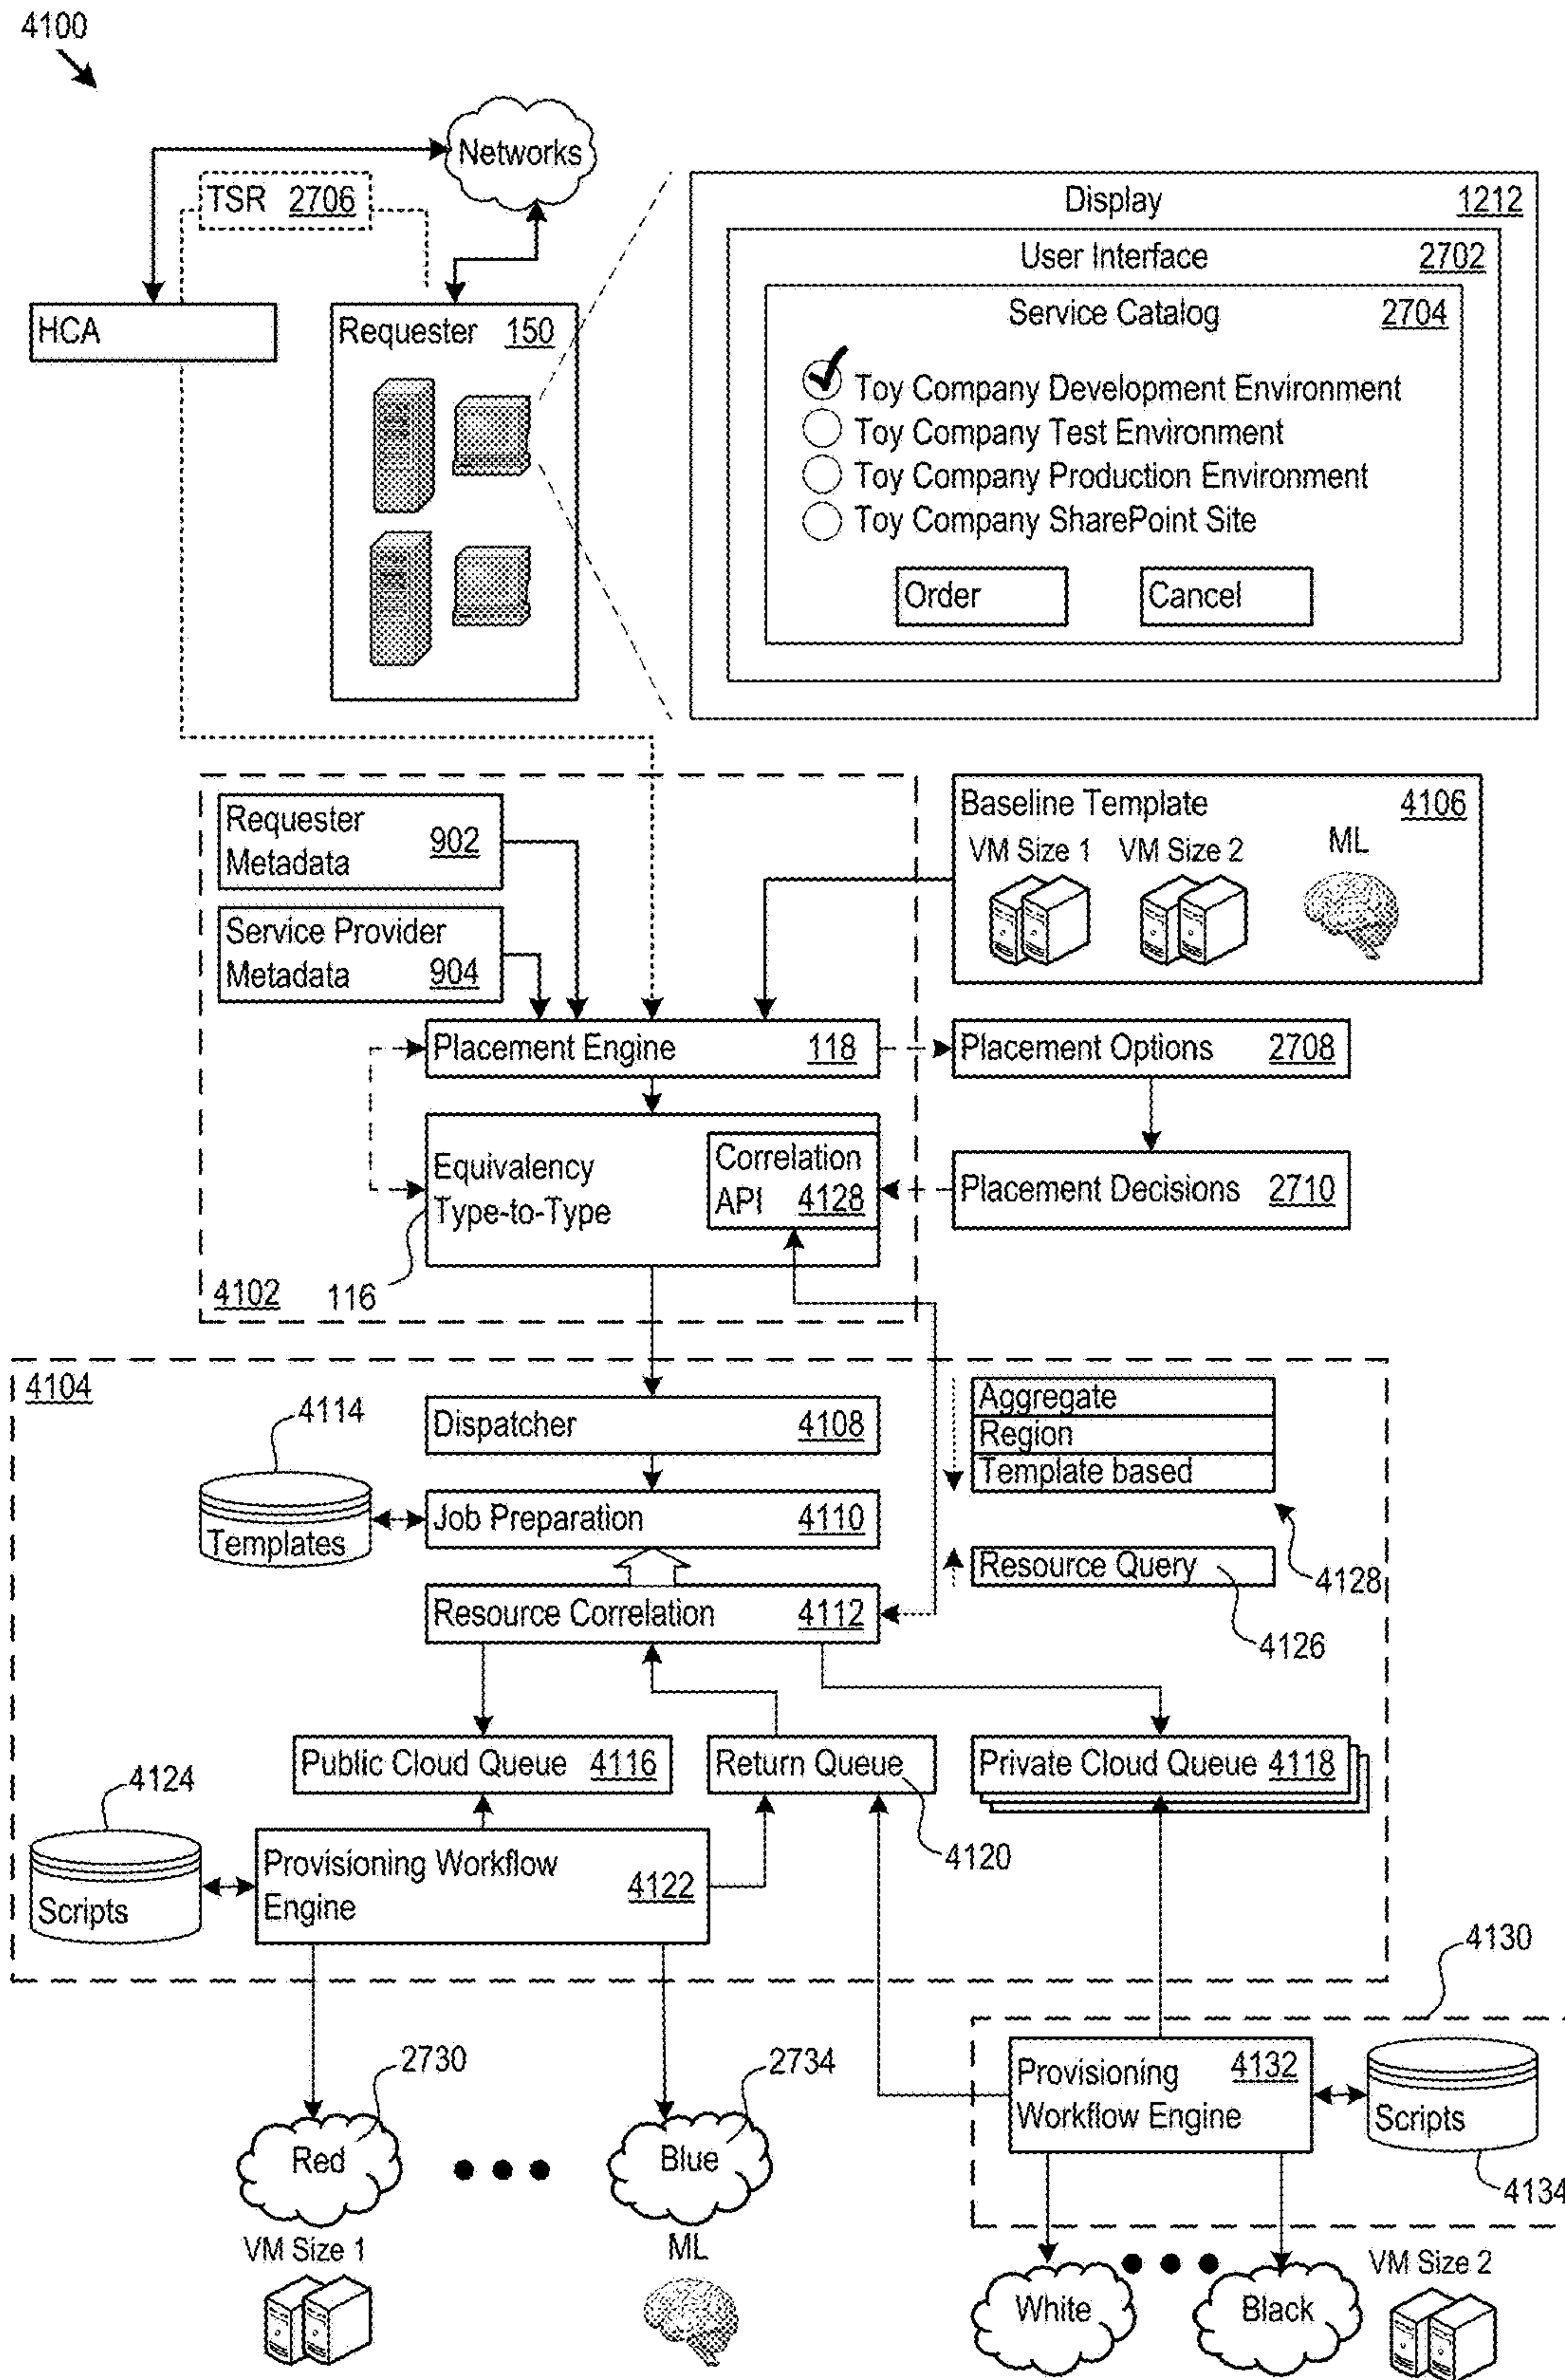 4100
Networks
TSR 2706
HCA
Requester 150
Display 1212
User Interface 2702
Service Catalog 2704
Toy Company Development Environment
Toy Company Test Environment
Toy Company Production Environment
Toy Company SharePoint Site
Order
Cancel
Requester
Metadata
902
Service Provider
Metadata
904
Baseline Template 4106
VM Size 1
VM Size 2
ML
Placement Engine 118
Placement Options 2708
Equivalency
Type-to-Type
Correlation
API 4128
Placement Decisions 2710
4102
116
4104
4114
Templates
Dispatcher 4108
Aggregate
Region
Template based
Job Preparation 4110
Resource Query
4128
4126
Resource Correlation 4112
Public Cloud Queue 4116
Return Queue
Private Cloud Queue 4118
4124
Scripts
Provisioning Workflow
Engine
4122
4120
4130
2730
2734
Red
Blue
VM Size 1
ML
Provisioning
Workflow Engine
4132
Scripts
4134
White
Black
VM Size 2